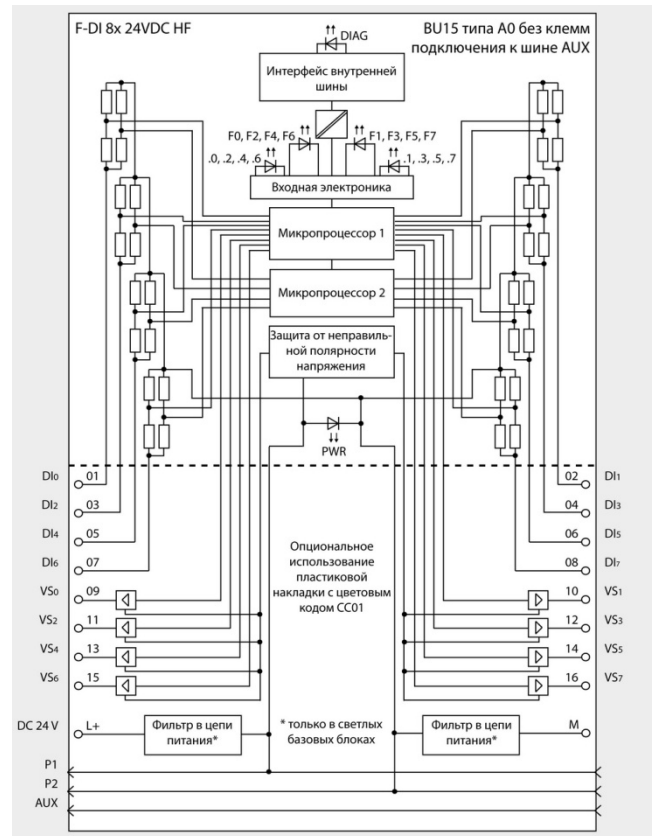 F-DI 8x 24VDC HF
BU15 типа A0 без клемм
подключения к шине AUX
DIAG
Интерфейс внутренней
шины
F0, F2, F4, F6
F1, F3, F5, F7
.0, .2, .4, .6
.1, .3, .5, .7
Входная электроника
Микропроцессор 1
Микропроцессор 2
Защита от неправиль-
ной полярности
напряжения
PWR
DI0 01
02 DI1
DI2 03
04 DI3
DI4 05
06 DI5
DI6 07
08 DI7
Опциональное
использование
пластиковой
накладки с цветовым
кодом CC01
VS0 09
10 VS1
VS2 11
12 VS3
VS4 13
14 VS5
VS6 15
16 VS7
DC 24 V L+
Фильтр в цепи
питания*
* только в светлых
базовых блоках
Фильтр в цепи
питания*
M
P1
P2
AUX